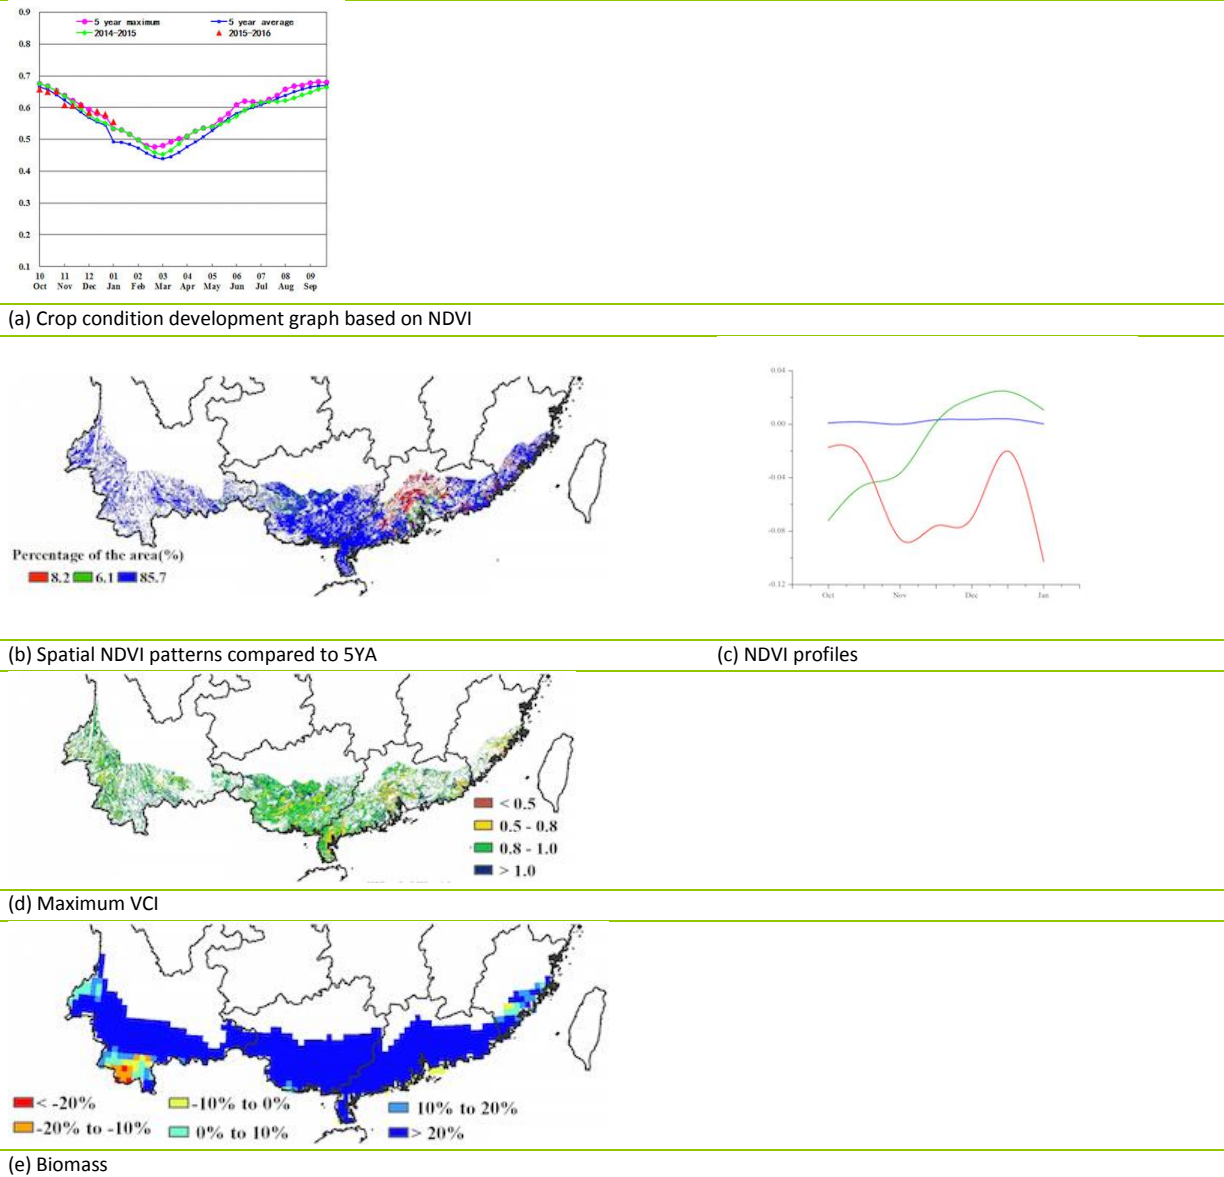 0.9
0.8
0.7
0.6
0.5
0.4
0.3
0.2
0.1
5 year maximum
5 year average
2014-2015
2015-2016
10 11 12 01 02 03 04 05 06 07 08 09
Oct Nov Dec Jan Feb Mar Apr May Jun Jul Aug Sep
(a) Crop condition development graph based on NDVI
Percentage of the area(%)
8.2 6.1 85.7
0.04
0.00
-0.04
-0.08
-0.12
Oct Nov Dec Jan
(b) Spatial NDVI patterns compared to 5YA
(c) NDVI profiles
< 0.5
0.5 - 0.8
0.8 - 1.0
> 1.0
(d) Maximum VCI
< -20% -10% to 0% 10% to 20%
-20% to -10% 0% to 10% > 20%
(e) Biomass